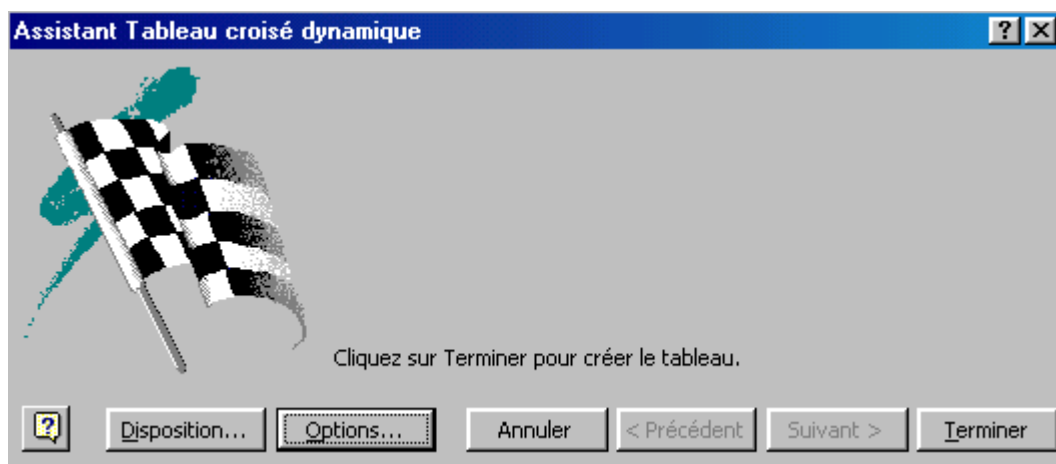 Assistant Tableau croisé dynamique
Cliquez sur Terminer pour créer le tableau.
Disposition... Options... Annuler < Précédent Suivant > Terminer